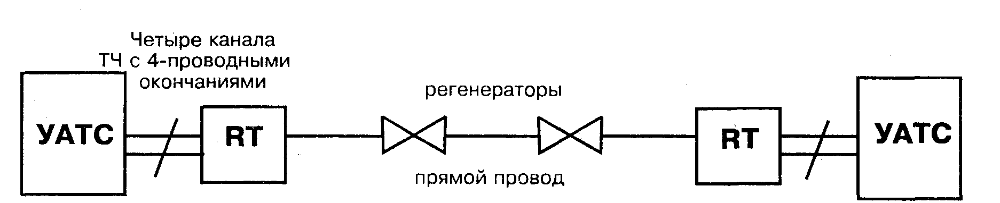 Четыре канала
ТЧ с 4-проводными
окончаниями
регенераторы
УАТС
RT
RT
УАТС
прямой провод